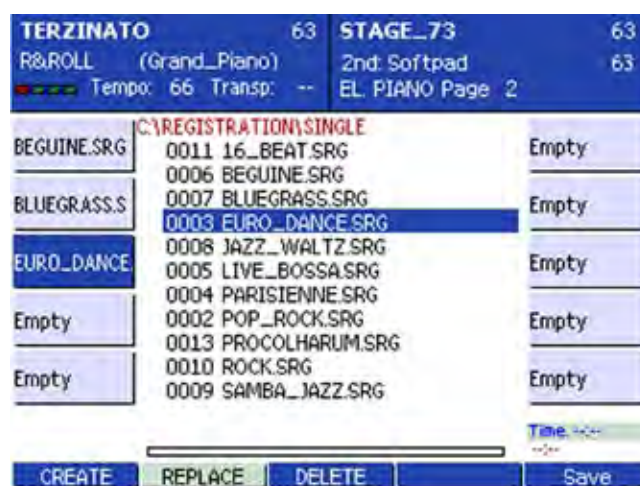 TERZINATO 63
R&ROLL (Grand_Piano)
Tempo: 66 Transp: --
STAGE_73 63
2nd: Softpad 63
EL. PIANO Page 2
BEGUINE.SRG
BLUEGRASS.S
EURO_DANCE.
Empty
Empty
C:\REGISTRATION\SINGLE
0011 16_BEAT.SRG
0006 BEGUINE.SRG
0007 BLUEGRASS.SRG
0003 EURO_DANCE.SRG
0008 JAZZ_WALTZ.SRG
0005 LIVE_BOSSA.SRG
0004 PARISIENNE.SRG
0002 POP_ROCK.SRG
0013 PROCOLHARUM.SRG
0010 ROCK.SRG
0009 SAMBA_JAZZ.SRG
Empty
Empty
Empty
Empty
Empty
Time --:--
--:--
CREATE REPLACE DELETE Save